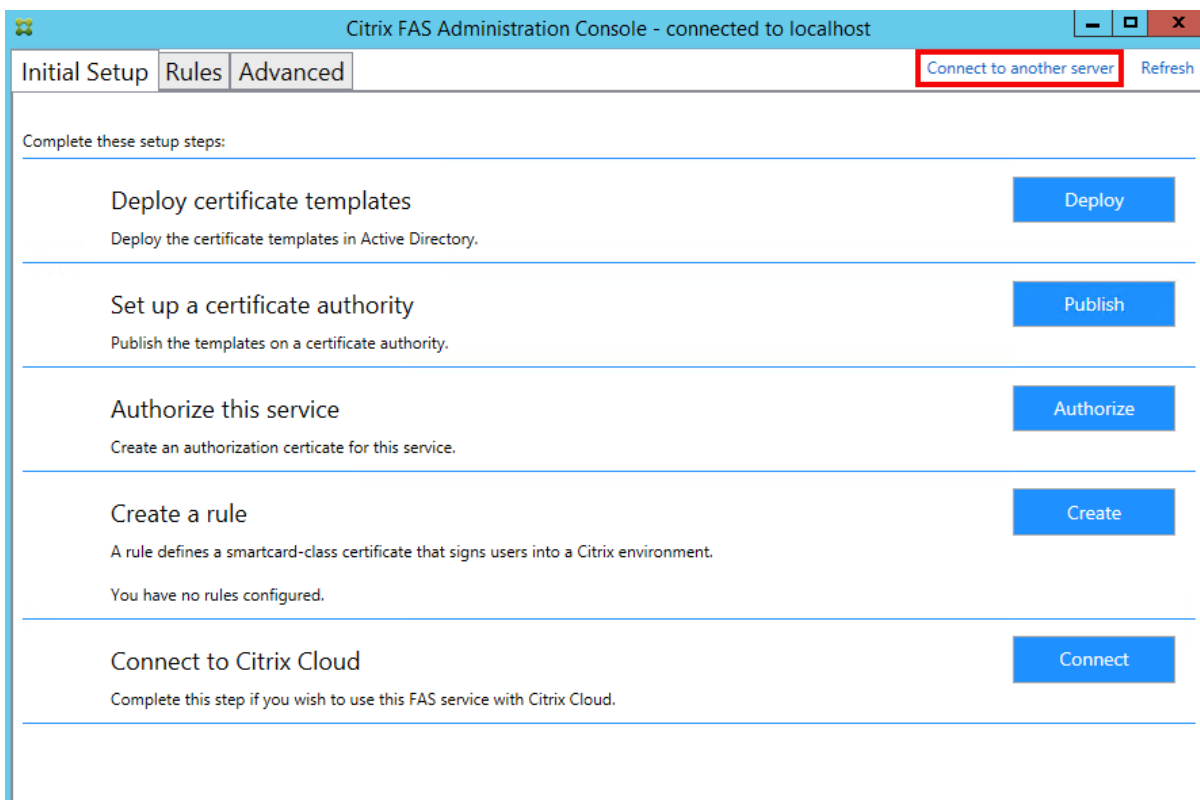 Citrix FAS Administration Console - connected to localhost
Initial Setup Rules Advanced Connect to another server Refresh
Complete these setup steps:
Deploy certificate templates
Deploy
Deploy the certificate templates in Active Directory.
Set up a certificate authority
Publish
Publish the templates on a certificate authority.
Authorize this service
Authorize
Create an authorization certicate for this service.
Create a rule
Create
A rule defines a smartcard-class certificate that signs users into a Citrix environment.
You have no rules configured.
Connect to Citrix Cloud
Connect
Complete this step if you wish to use this FAS service with Citrix Cloud.